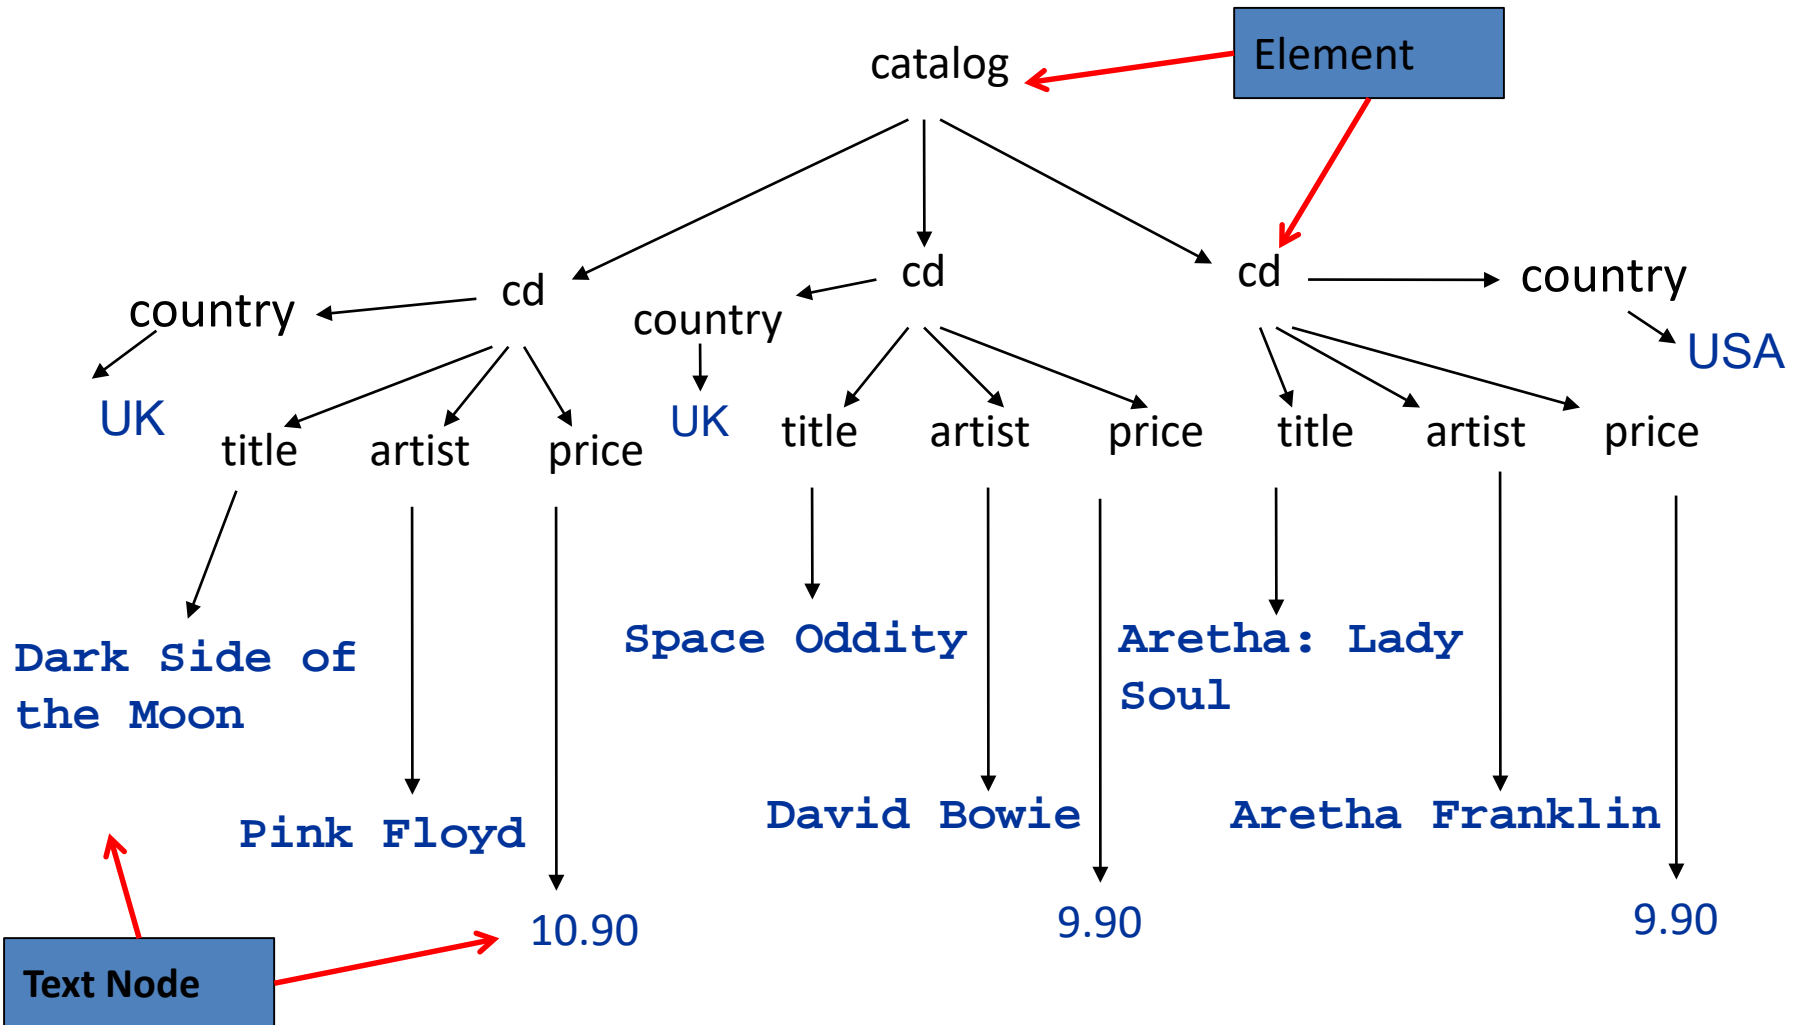 Element
catalog
cd
cd
cd
country
country
country
UK
UK
USA
title
artist
price
title
artist
price
title
artist
price
Dark Side of
the Moon
Space Oddity
Aretha: Lady
Soul
Pink Floyd
David Bowie
Aretha Franklin
10.90
9.90
9.90
Text Node